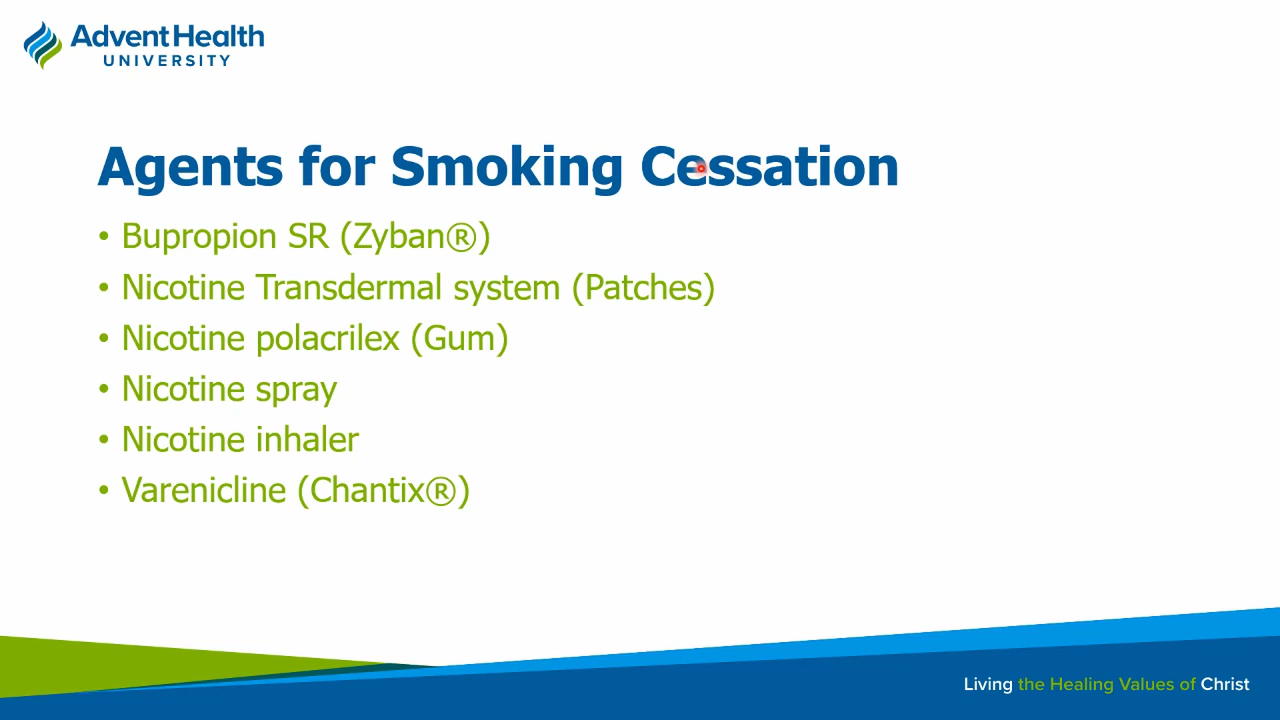 AdventHealth
UNIVERSITY
Agents for Smoking Cessation
• Bupropion SR (Zyban®)
• Nicotine Transdermal system (Patches)
• Nicotine polacrilex (Gum)
• Nicotine spray
• Nicotine inhaler
• Varenicline (Chantix®)
Living the Healing Values of Christ